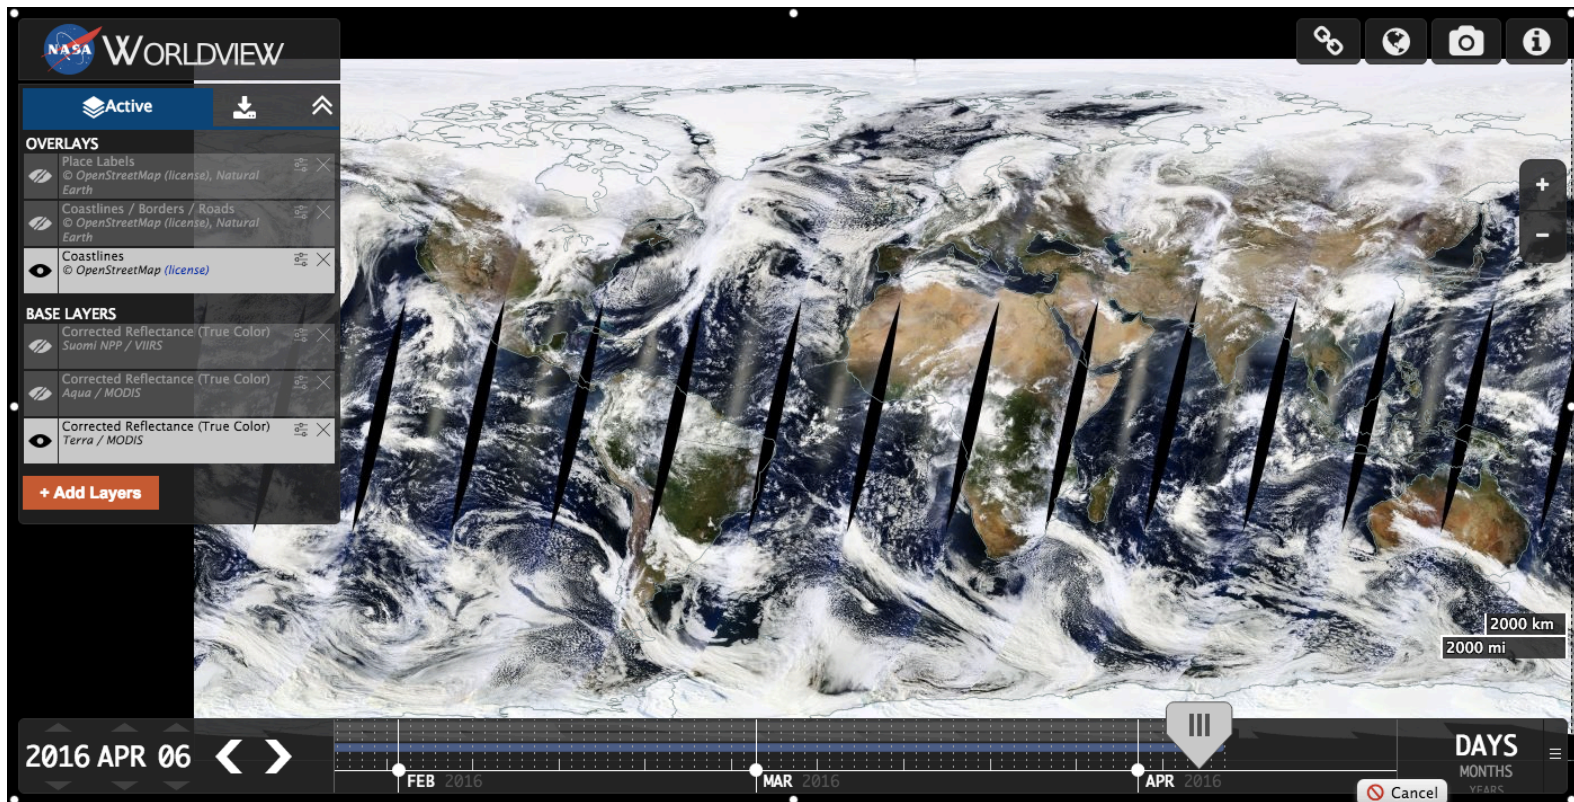 NASA WORLDVIEW
Active
OVERLAYS
Place Labels
© OpenStreetMap (license), Natural
Earth
Coastlines / Borders / Roads
© OpenStreetMap (license), Natural
Earth
Coastlines
© OpenStreetMap (license)
BASE LAYERS
Corrected Reflectance (True Color)
Suomi NPP / VIIRS
Corrected Reflectance (True Color)
Aqua / MODIS
Corrected Reflectance (True Color)
Terra / MODIS
+ Add Layers
+
−
2000 km
2000 mi
2016 APR 06
FEB 2016
MAR 2016
APR 2016
DAYS
MONTHS
YEARS
Cancel